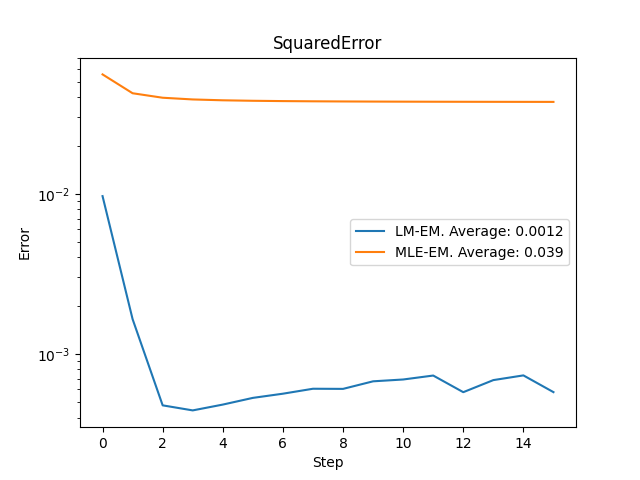 SquaredError
Error
10⁻²
10⁻³
LM-EM. Average: 0.0012
MLE-EM. Average: 0.039
0 2 4 6 8 10 12 14
Step